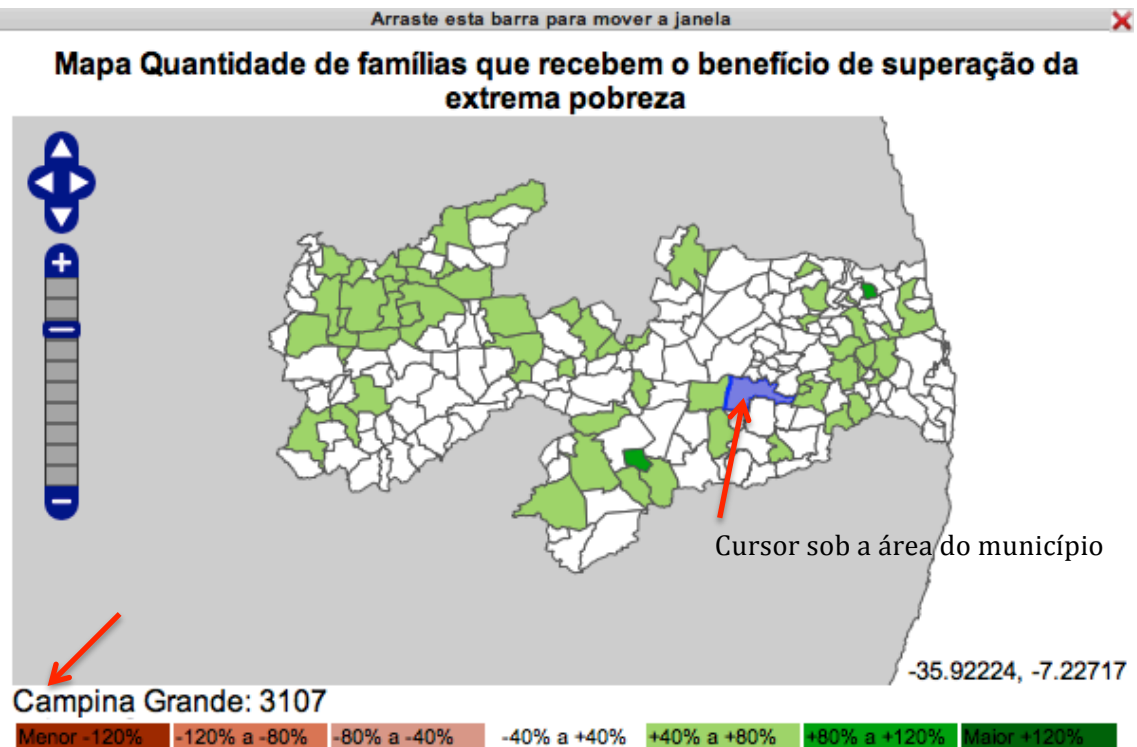 Arraste esta barra para mover a janela
Mapa Quantidade de famílias que recebem o benefício de superação da
extrema pobreza
Cursor sob a área do município
-35.92224, -7.22717
Campina Grande: 3107
Menor -120% -120% a -80% -80% a -40% -40% a +40% +40% a +80% +80% a +120% Maior +120%